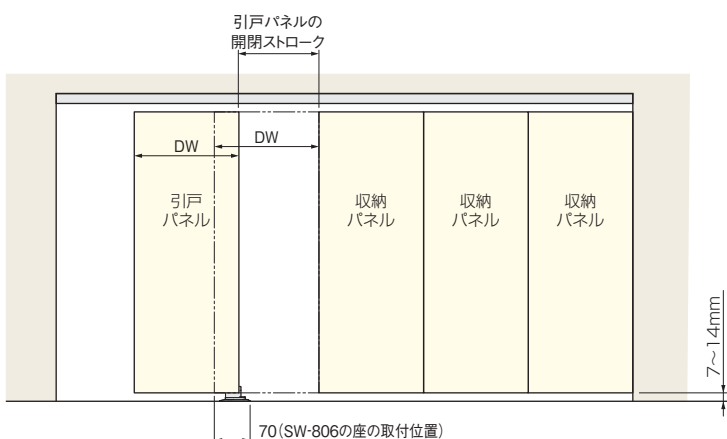 引戸パネルの
開閉ストローク
DW
DW
引戸
パネル
収納
パネル
収納
パネル
収納
パネル
7〜14mm
70(SW-806の座の取付位置)